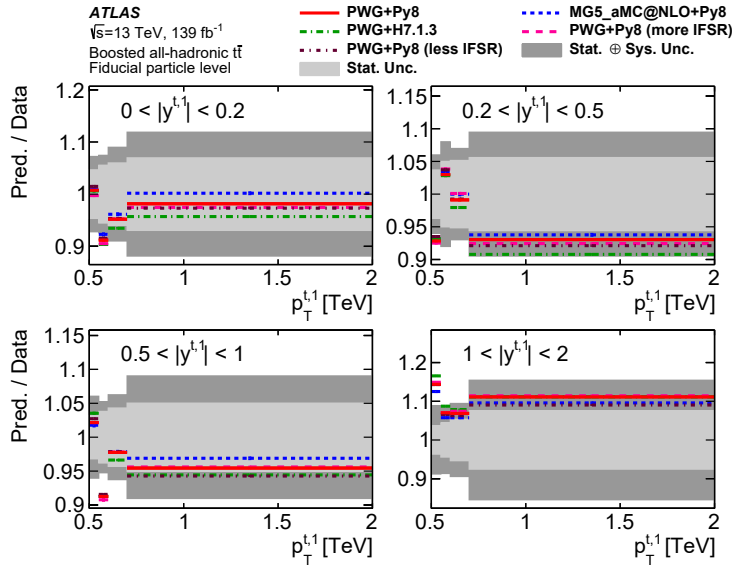 ATLAS
√s=13 TeV, 139 fb⁻¹
Boosted all-hadronic tt̄
Fiducial particle level
PWG+Py8
MG5_aMC@NLO+Py8
PWG+H7.1.3
PWG+Py8 (more IFSR)
PWG+Py8 (less IFSR)
Stat. ⊕ Sys. Unc.
Stat. Unc.
Pred. / Data
0 < |y^{t,1}| < 0.2
1.2
1.1
1
0.9
0.5 1 1.5 2
p_T^{t,1} [TeV]
0.2 < |y^{t,1}| < 0.5
1.15
1.1
1.05
1
0.95
0.9
0.5 1 1.5 2
p_T^{t,1} [TeV]
Pred. / Data
0.5 < |y^{t,1}| < 1
1.15
1.1
1.05
1
0.95
0.9
0.5 1 1.5 2
p_T^{t,1} [TeV]
1 < |y^{t,1}| < 2
1.2
1.1
1
0.9
0.5 1 1.5 2
p_T^{t,1} [TeV]